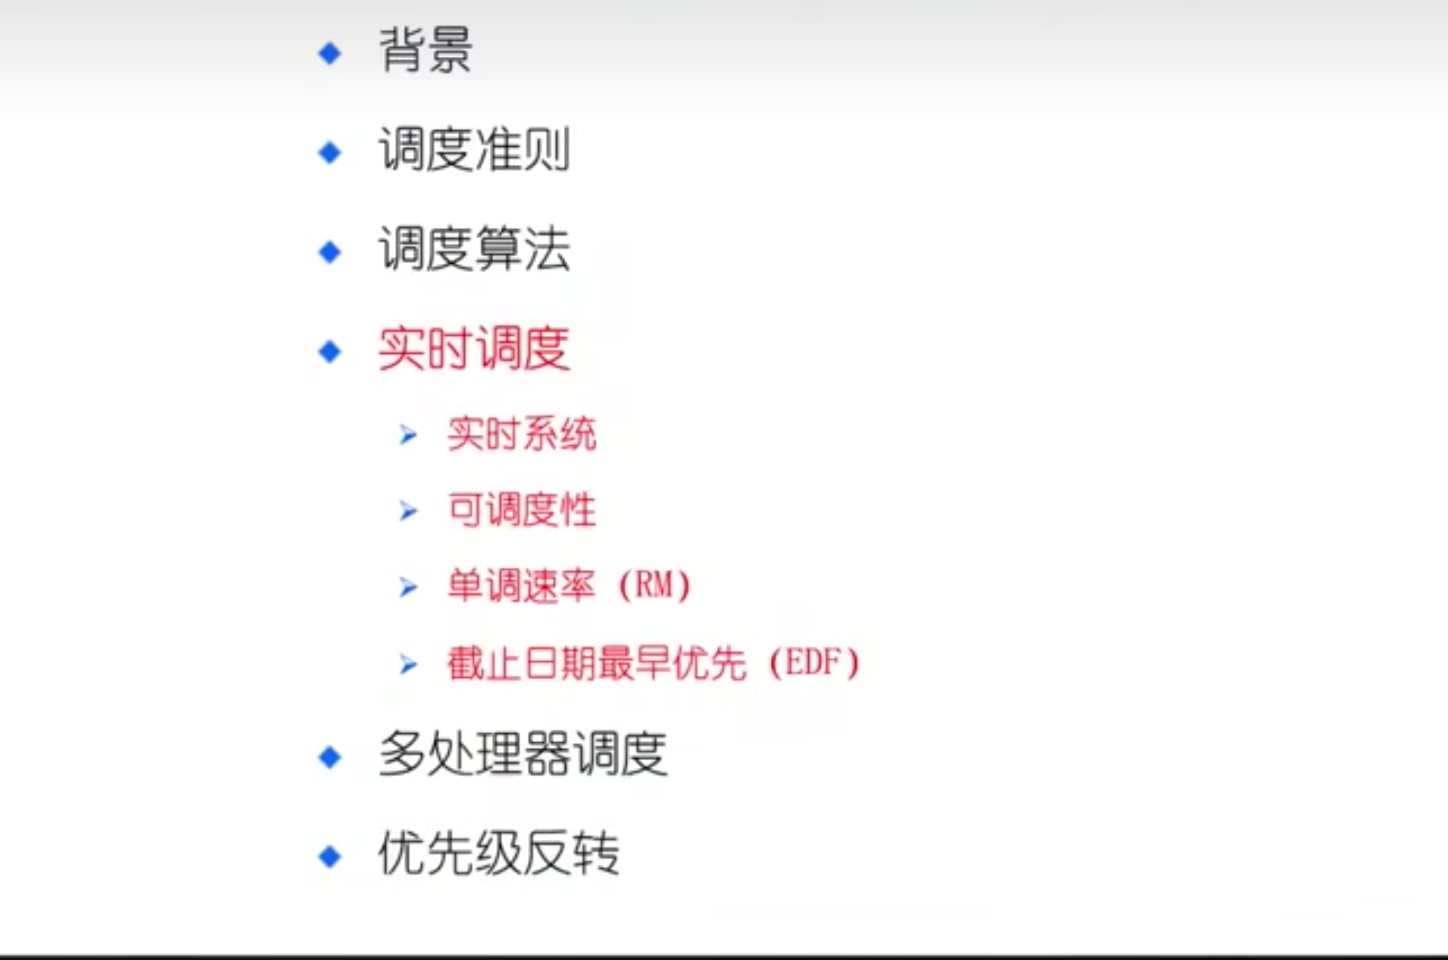 背景
调度准则
调度算法
实时调度
实时系统
可调度性
单调速率 (RM)
截止日期最早优先 (EDF)
多处理器调度
优先级反转